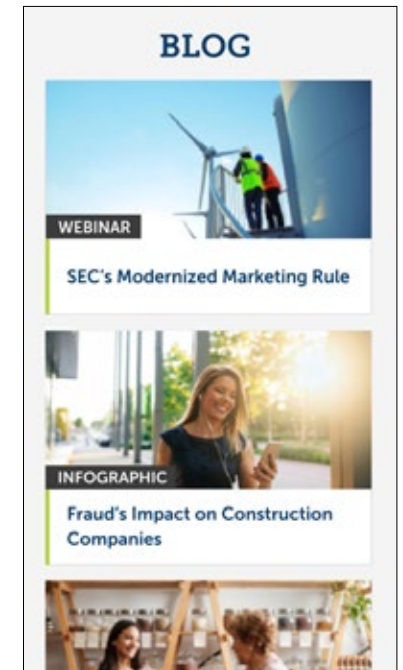 BLOG
WEBINAR
SEC's Modernized Marketing Rule
INFOGRAPHIC
Fraud's Impact on Construction
Companies